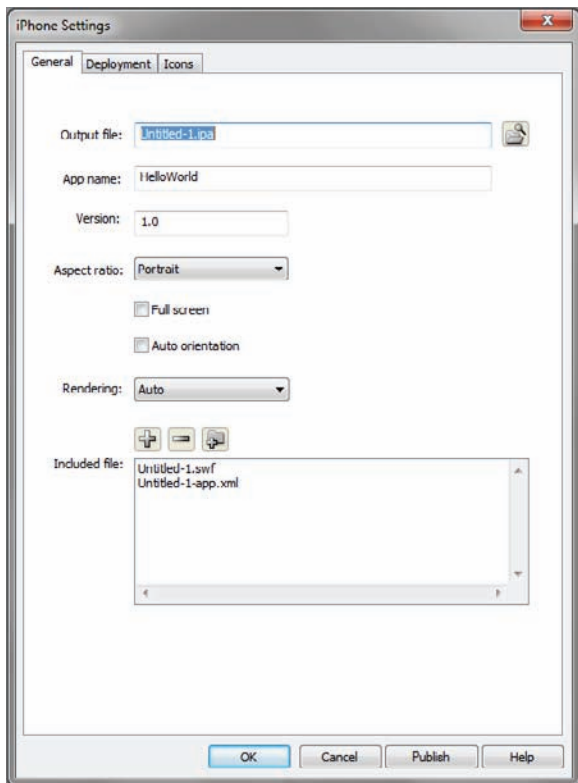 iPhone Settings
General Deployment Icons
Output file: Untitled-1.ipa
App name: HelloWorld
Version: 1.0
Aspect ratio: Portrait
Full screen
Auto orientation
Rendering: Auto
Included file: Untitled-1.swf
Untitled-1-app.xml
OK Cancel Publish Help